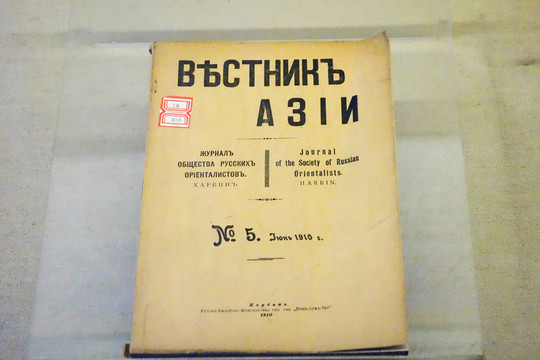 ВѢСТНИКЪ
АЗІИ
ЖУРНАЛЪ
ОБЩЕСТВА РУССКИХЪ
ОРІЕНТАЛИСТОВЪ.
ХАРБИНЪ.
Journal
of the Society of Russian
Orientalists.
HARBIN.
№ 5. Іюнь 1910 г.
Харбинъ
1910